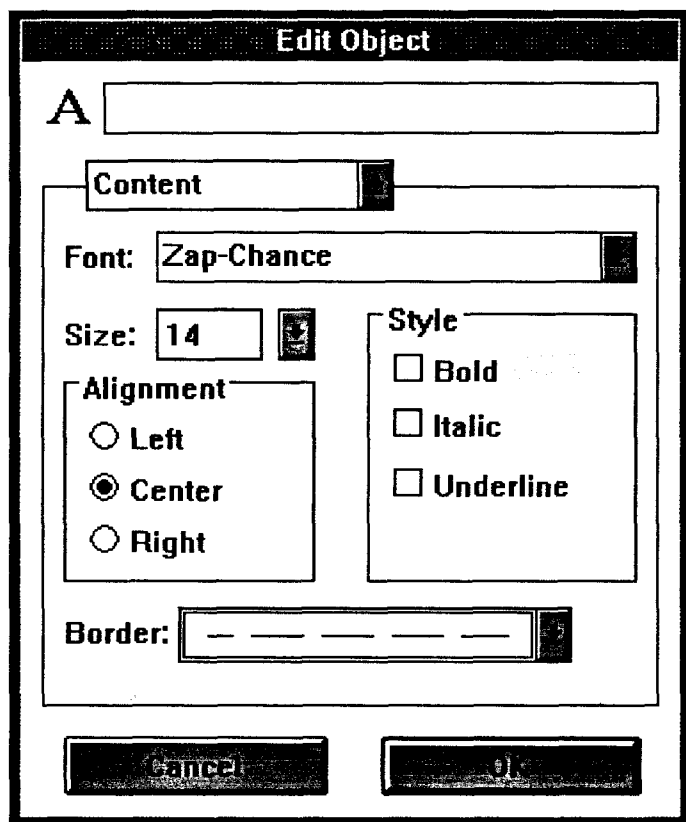 Edit Object
A
Content
Font: Zap-Chance
Size: 14
Style
Bold
Alignment
Left
Italic
Center
Underline
Right
Border:
Cancel
OK